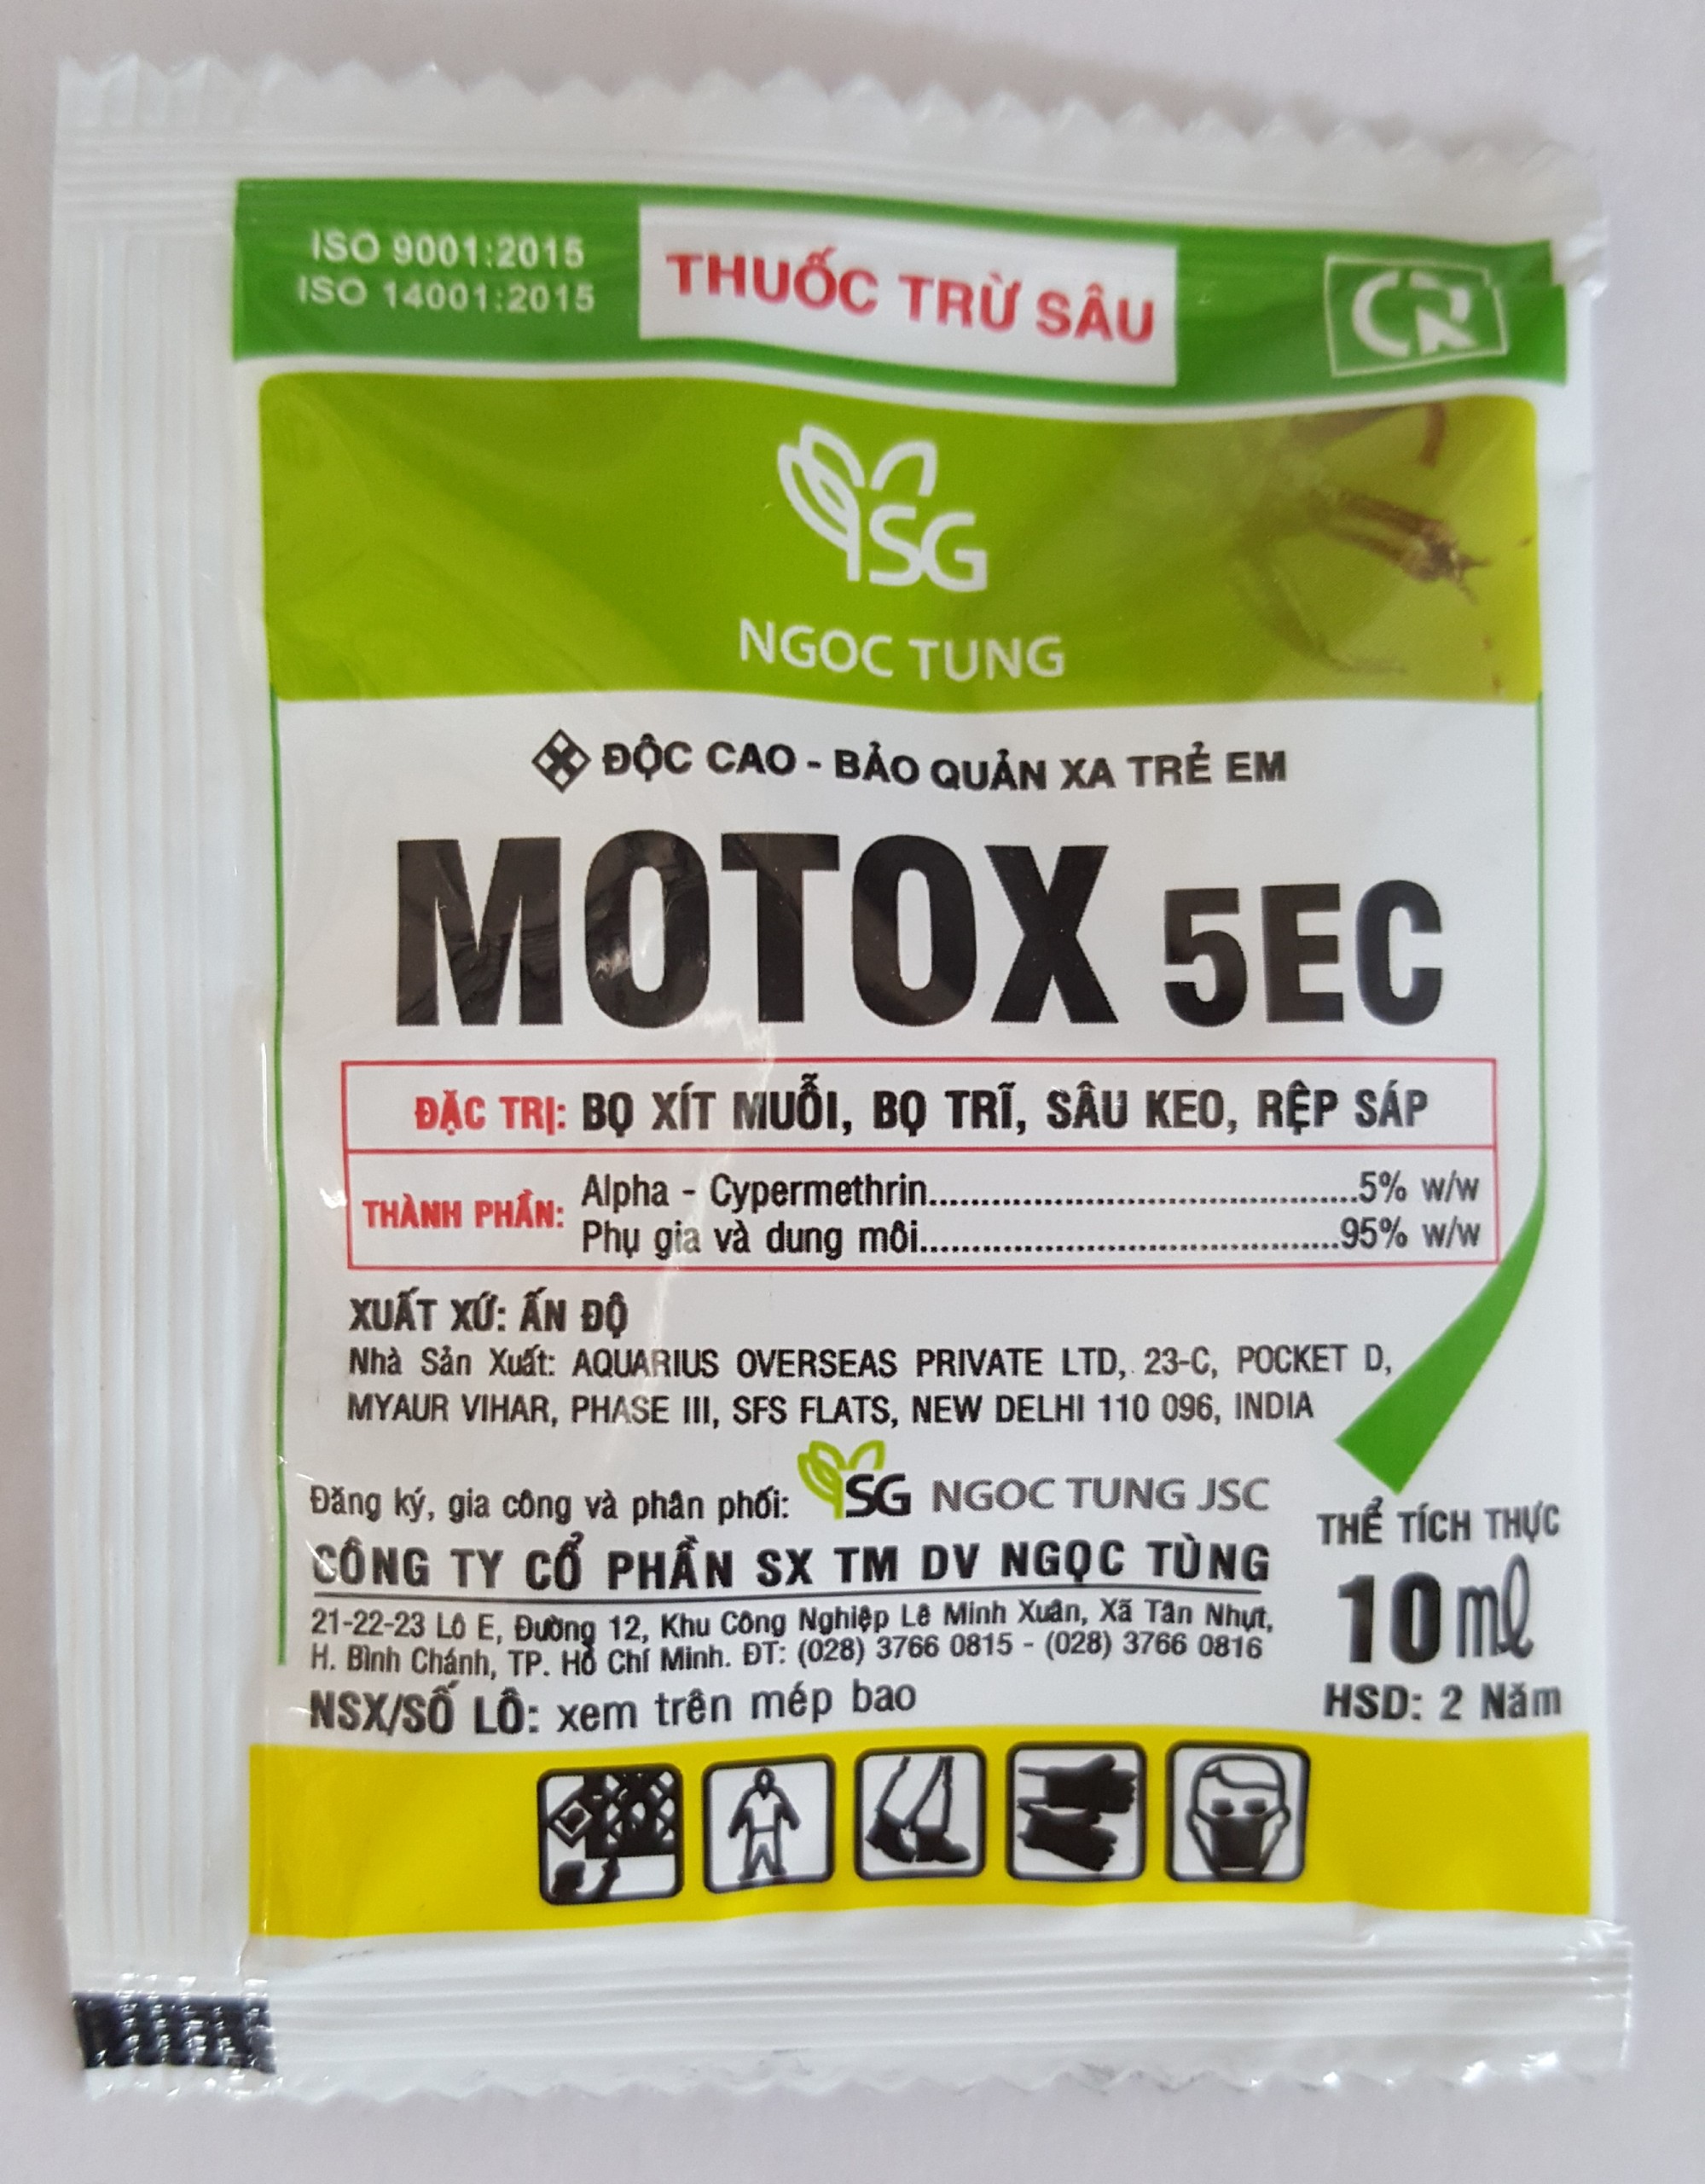 ISO 9001:2015
ISO 14001:2015
THUỐC TRỪ SÂU
CR
SG
NGOC TUNG
ĐỘC CAO - BẢO QUẢN XA TRẺ EM
MOTOX 5EC
ĐẶC TRỊ: BỌ XÍT MUỖI, BỌ TRĨ, SÂU KEO, RỆP SÁP
THÀNH PHẦN:
Alpha - Cypermethrin.........................................5% w/w
Phụ gia và dung môi........................................95% w/w
XUẤT XỨ: ẤN ĐỘ
Nhà Sản Xuất: AQUARIUS OVERSEAS PRIVATE LTD, 23-C, POCKET D,
MYAUR VIHAR, PHASE III, SFS FLATS, NEW DELHI 110 096, INDIA
Đăng ký, gia công và phân phối: SG NGOC TUNG JSC
CÔNG TY CỔ PHẦN SX TM DV NGỌC TÙNG
21-22-23 Lô E, Đường 12, Khu Công Nghiệp Lê Minh Xuân, Xã Tân Nhựt,
H. Bình Chánh, TP. Hồ Chí Minh. ĐT: (028) 3766 0815 - (028) 3766 0816
NSX/SỐ LÔ: xem trên mép bao
THỂ TÍCH THỰC
10 ml
HSD: 2 Năm